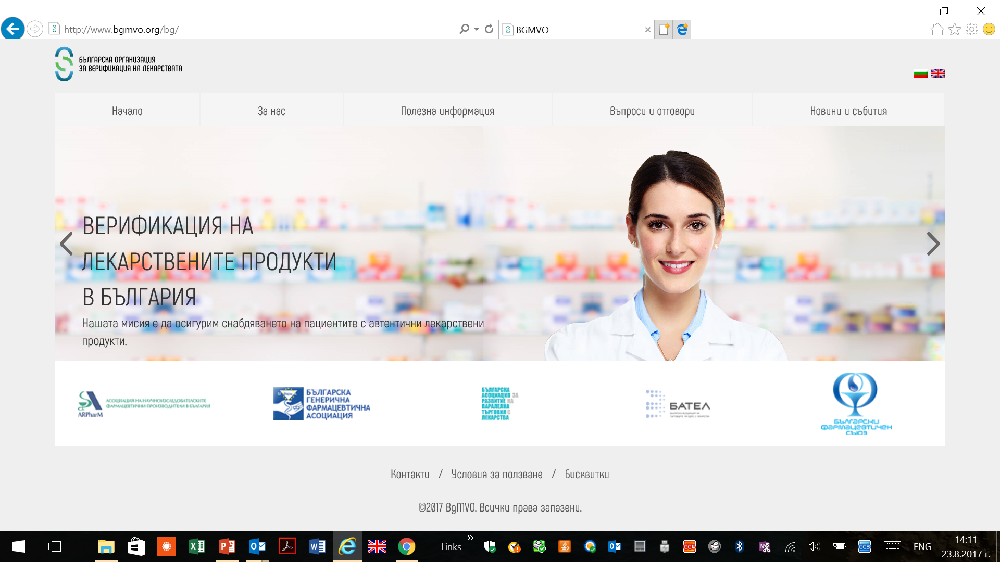 http://www.bgmvo.org/bg/
BGMVO
БЪЛГАРСКА ОРГАНИЗАЦИЯ
ЗА ВЕРИФИКАЦИЯ НА ЛЕКАРСТВАТА
Начало
За нас
Полезна информация
Въпроси и отговори
Новини и събития
ВЕРИФИКАЦИЯ НА
ЛЕКАРСТВЕНИТЕ ПРОДУКТИ
В БЪЛГАРИЯ
Нашата мисия е да осигурим снабдяването на пациентите с автентични лекарствени
продукти.
ARPharM
АСОЦИАЦИЯ НА НАУЧНОИЗСЛЕДОВАТЕЛСКИТЕ
ФАРМАЦЕВТИЧНИ ПРОИЗВОДИТЕЛИ В БЪЛГАРИЯ
БЪЛГАРСКА
ГЕНЕРИЧНА
ФАРМАЦЕВТИЧНА
АСОЦИАЦИЯ
БЪЛГАРСКА
АСОЦИАЦИЯ ЗА
РАЗВИТИЕ НА
ПАРАЛЕЛНА
ТЪРГОВИЯ С
ЛЕКАРСТВА
БАТЕЛ
БЪЛГАРСКИ
ФАРМАЦЕВТИЧЕН
СЪЮЗ
Контакти / Условия за ползване / Бисквитки
©2017 BgMVO. Всички права запазени.
Links
ENG
14:11
23.8.2017 г.